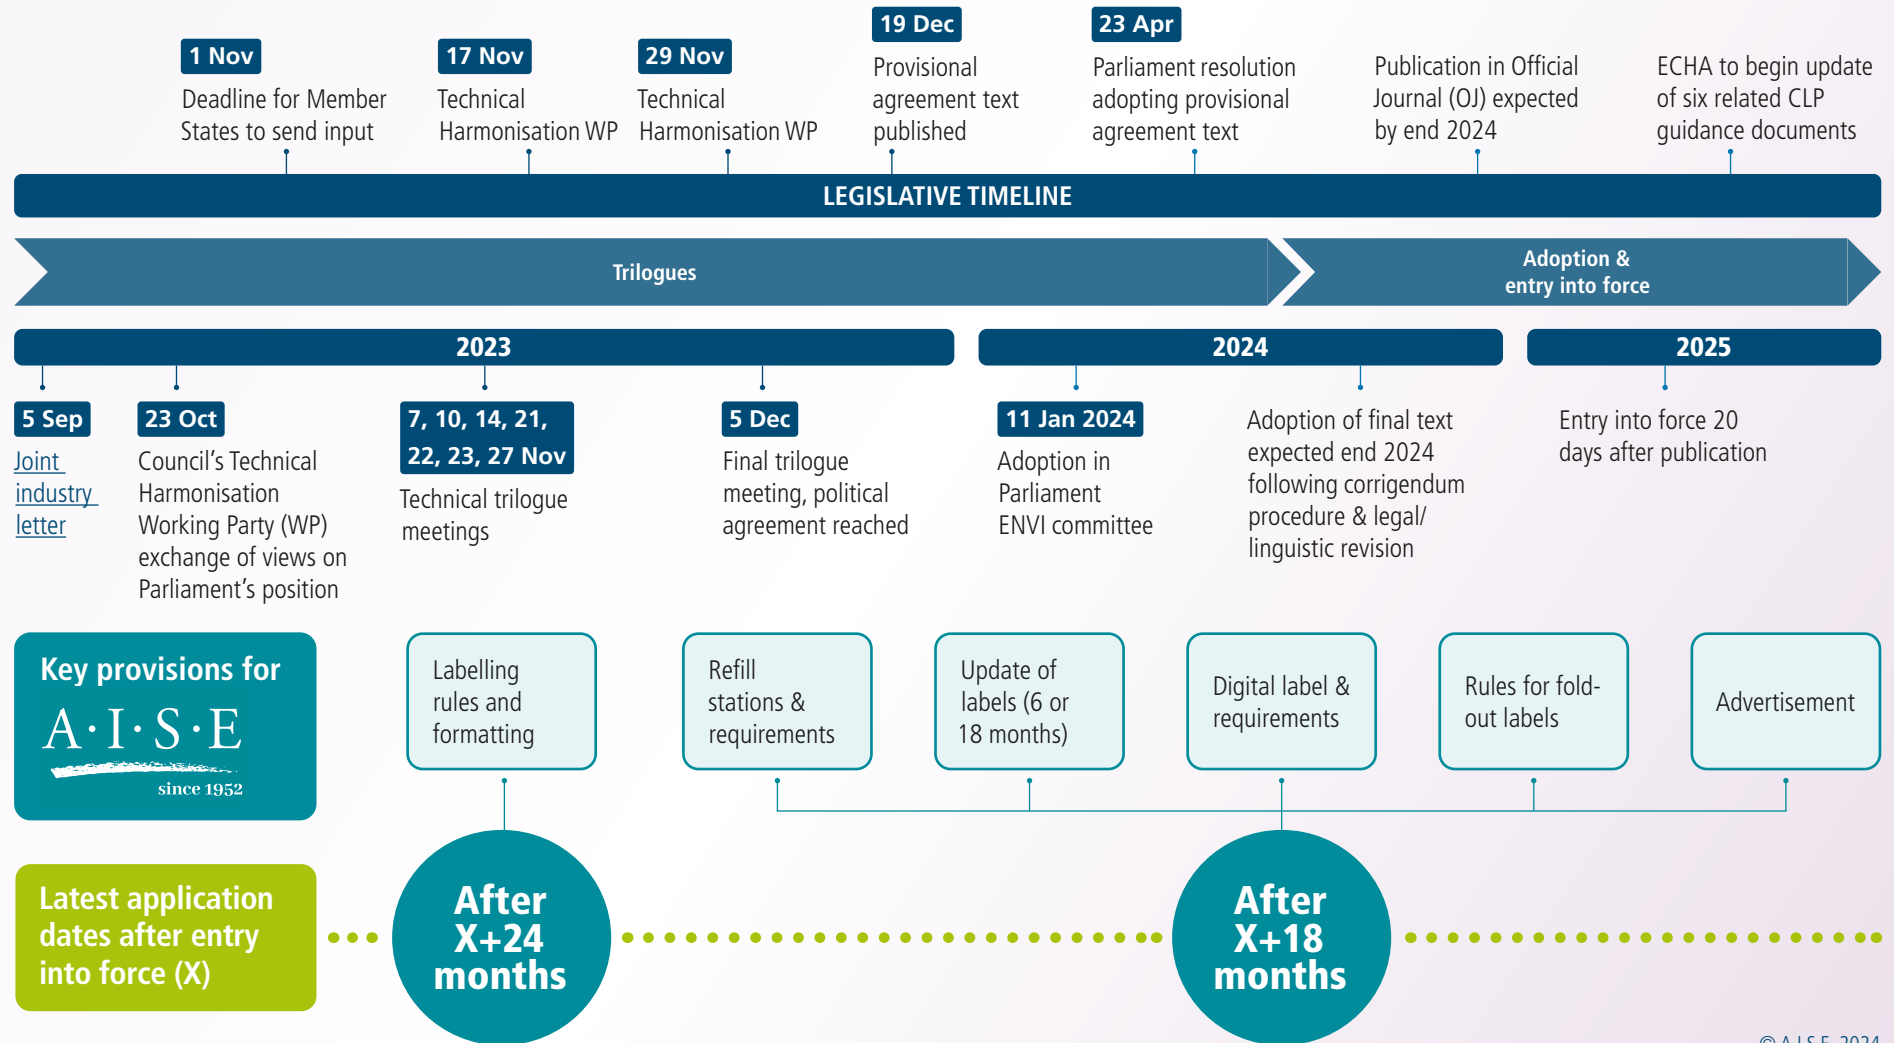 1 Nov
Deadline for Member
States to send input
17 Nov
Technical
Harmonisation WP
29 Nov
Technical
Harmonisation WP
19 Dec
Provisional
agreement text
published
23 Apr
Parliament resolution
adopting provisional
agreement text
Publication in Official
Journal (OJ) expected
by end 2024
ECHA to begin update
of six related CLP
guidance documents
LEGISLATIVE TIMELINE
Trilogues
Adoption &
entry into force
2023
2024
2025
5 Sep
Joint
industry
letter
23 Oct
Council’s Technical
Harmonisation
Working Party (WP)
exchange of views on
Parliament’s position
7, 10, 14, 21,
22, 23, 27 Nov
Technical trilogue
meetings
5 Dec
Final trilogue
meeting, political
agreement reached
11 Jan 2024
Adoption in
Parliament
ENVI committee
Adoption of final text
expected end 2024
following corrigendum
procedure & legal/
linguistic revision
Entry into force 20
days after publication
Key provisions for
A·I·S·E
since 1952
Labelling
rules and
formatting
Refill
stations &
requirements
Update of
labels (6 or
18 months)
Digital label &
requirements
Rules for fold-
out labels
Advertisement
Latest application
dates after entry
into force (X)
After
X+24
months
After
X+18
months
© A.I.S.E. 2024